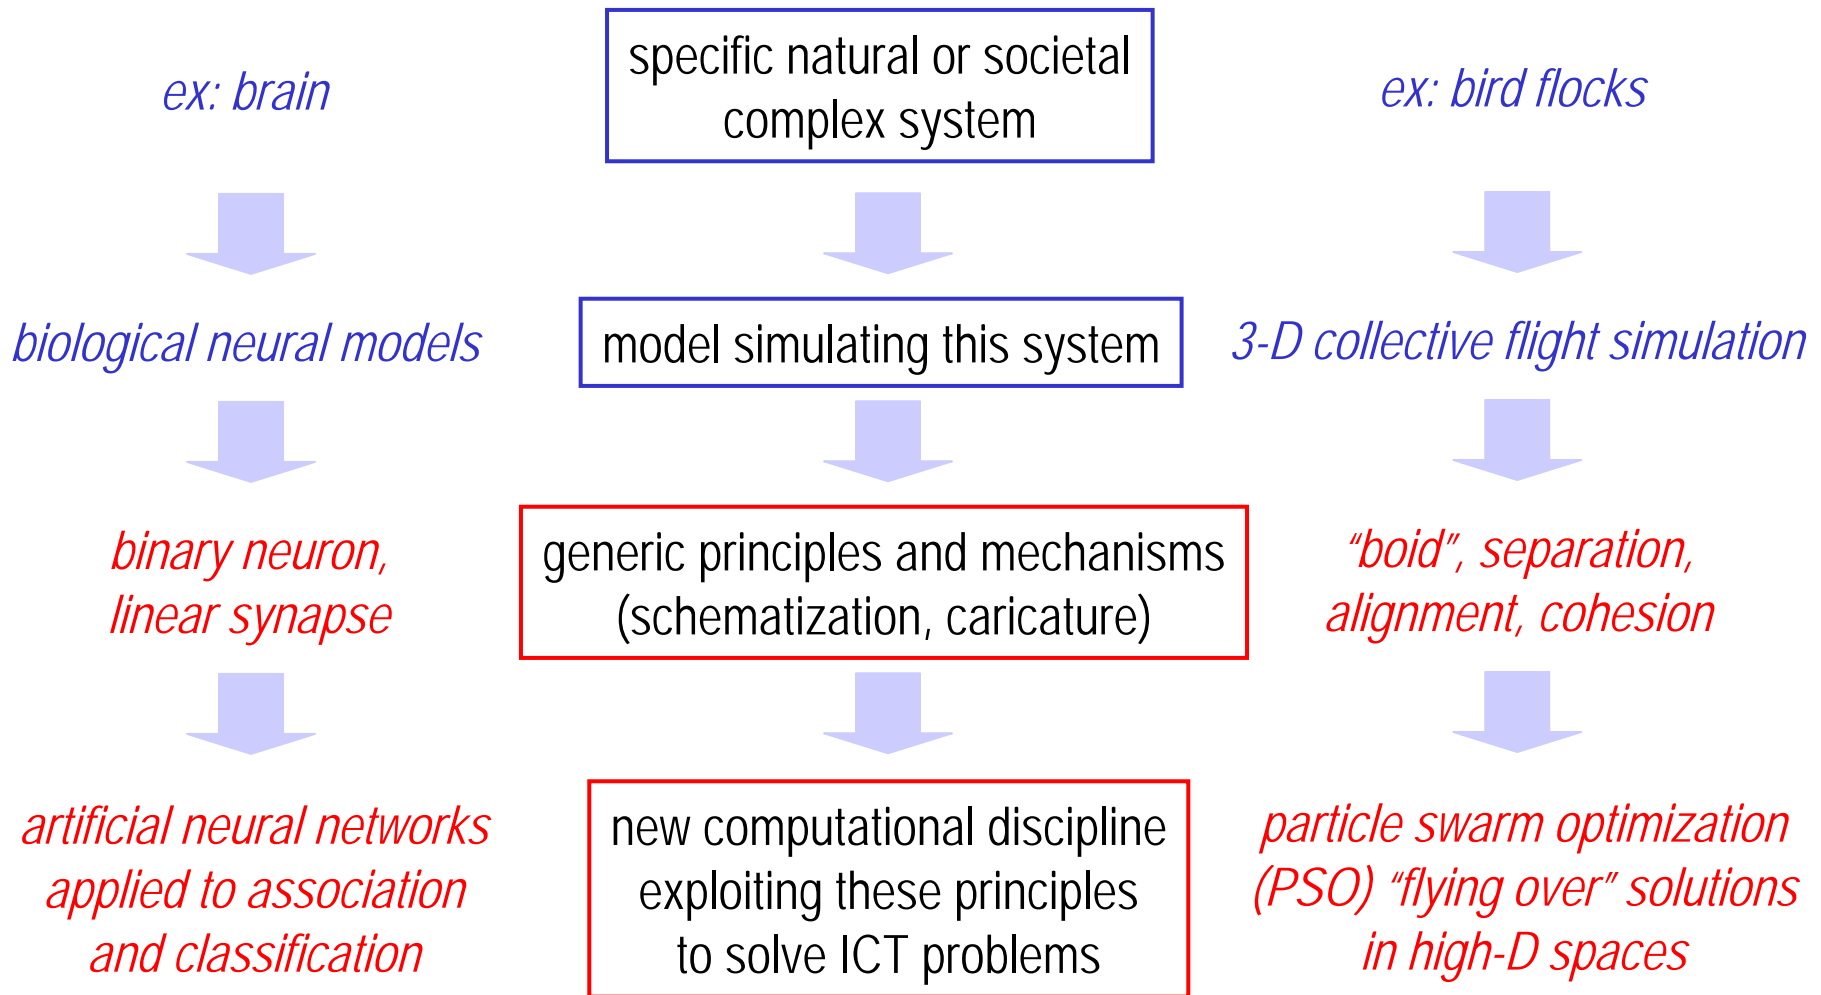 specific natural or societal
complex system
ex: brain
ex: bird flocks
biological neural models
model simulating this system
3-D collective flight simulation
binary neuron,
linear synapse
generic principles and mechanisms
(schematization, caricature)
“boid”, separation,
alignment, cohesion
artificial neural networks
applied to association
and classification
new computational discipline
exploiting these principles
to solve ICT problems
particle swarm optimization
(PSO) “flying over” solutions
in high-D spaces